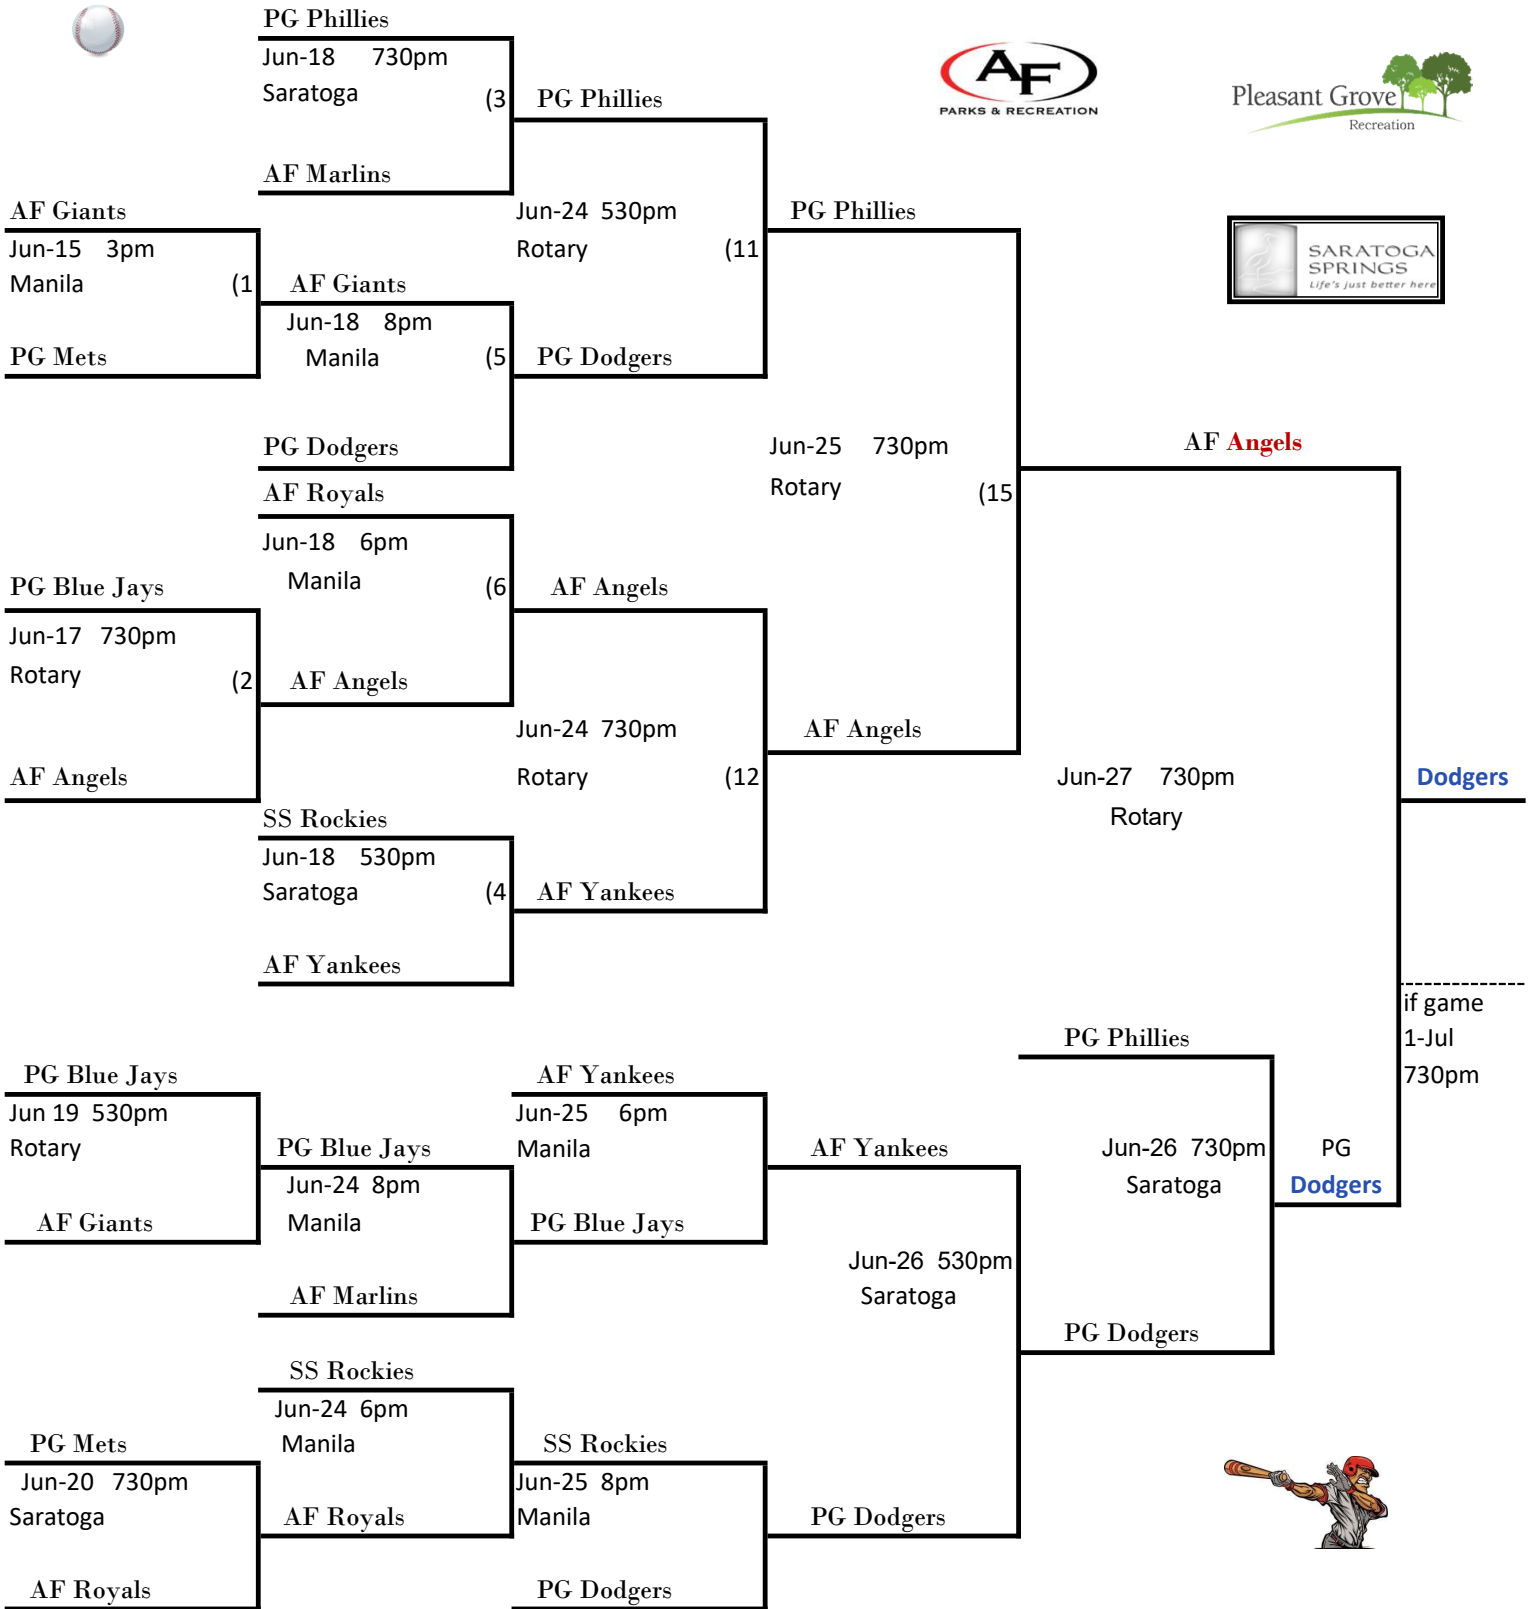 PG Phillies
Jun-18 730pm
Saratoga (3
PG Phillies
AF Marlins
AF
PARKS & RECREATION
Pleasant Grove
Recreation
SARATOGA
SPRINGS
Life's just better here
AF Giants
Jun-15 3pm
Manila (1
PG Mets
Jun-24 530pm
Rotary (11
PG Phillies
AF Giants
Jun-18 8pm
Manila (5
PG Dodgers
PG Dodgers
Jun-25 730pm
Rotary (15
AF Angels
AF Royals
Jun-18 6pm
Manila (6
AF Angels
PG Blue Jays
Jun-17 730pm
Rotary (2
AF Angels
AF Angels
Jun-24 730pm
Rotary (12
AF Angels
Jun-27 730pm
Rotary
Dodgers
SS Rockies
Jun-18 530pm
Saratoga (4
AF Yankees
AF Yankees
if game
1-Jul
730pm
PG Phillies
PG Blue Jays
Jun 19 530pm
Rotary
AF Giants
PG Blue Jays
Jun-24 8pm
Manila
AF Marlins
AF Yankees
Jun-25 6pm
Manila
PG Blue Jays
AF Yankees
Jun-26 730pm
Saratoga
PG
Dodgers
Jun-26 530pm
Saratoga
PG Dodgers
SS Rockies
Jun-24 6pm
Manila
AF Royals
PG Mets
Jun-20 730pm
Saratoga
AF Royals
SS Rockies
Jun-25 8pm
Manila
PG Dodgers
PG Dodgers